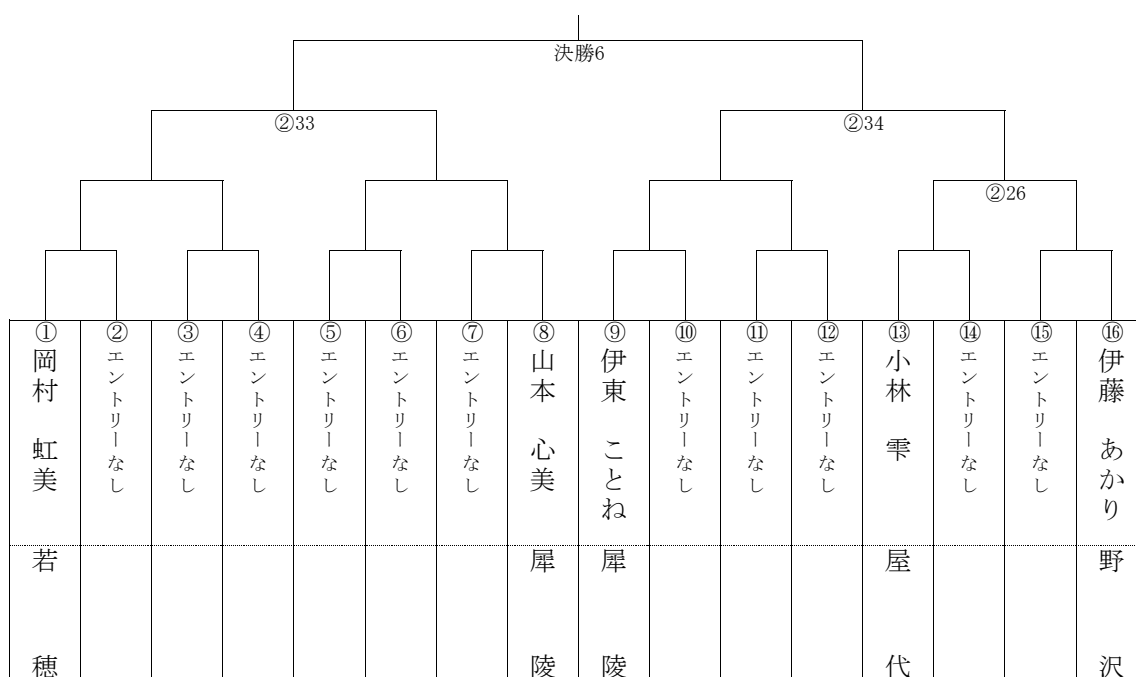 決勝6
②33
②34
②26
①
岡村 虹美
若穂
②
エントリーなし
③
エントリーなし
④
エントリーなし
⑤
エントリーなし
⑥
エントリーなし
⑦
エントリーなし
⑧
山本 心美
犀陵
⑨
伊東 ことね
犀陵
⑩
エントリーなし
⑪
エントリーなし
⑫
エントリーなし
⑬
小林 雫
屋代
⑭
エントリーなし
⑮
エントリーなし
⑯
伊藤 あかり
野沢